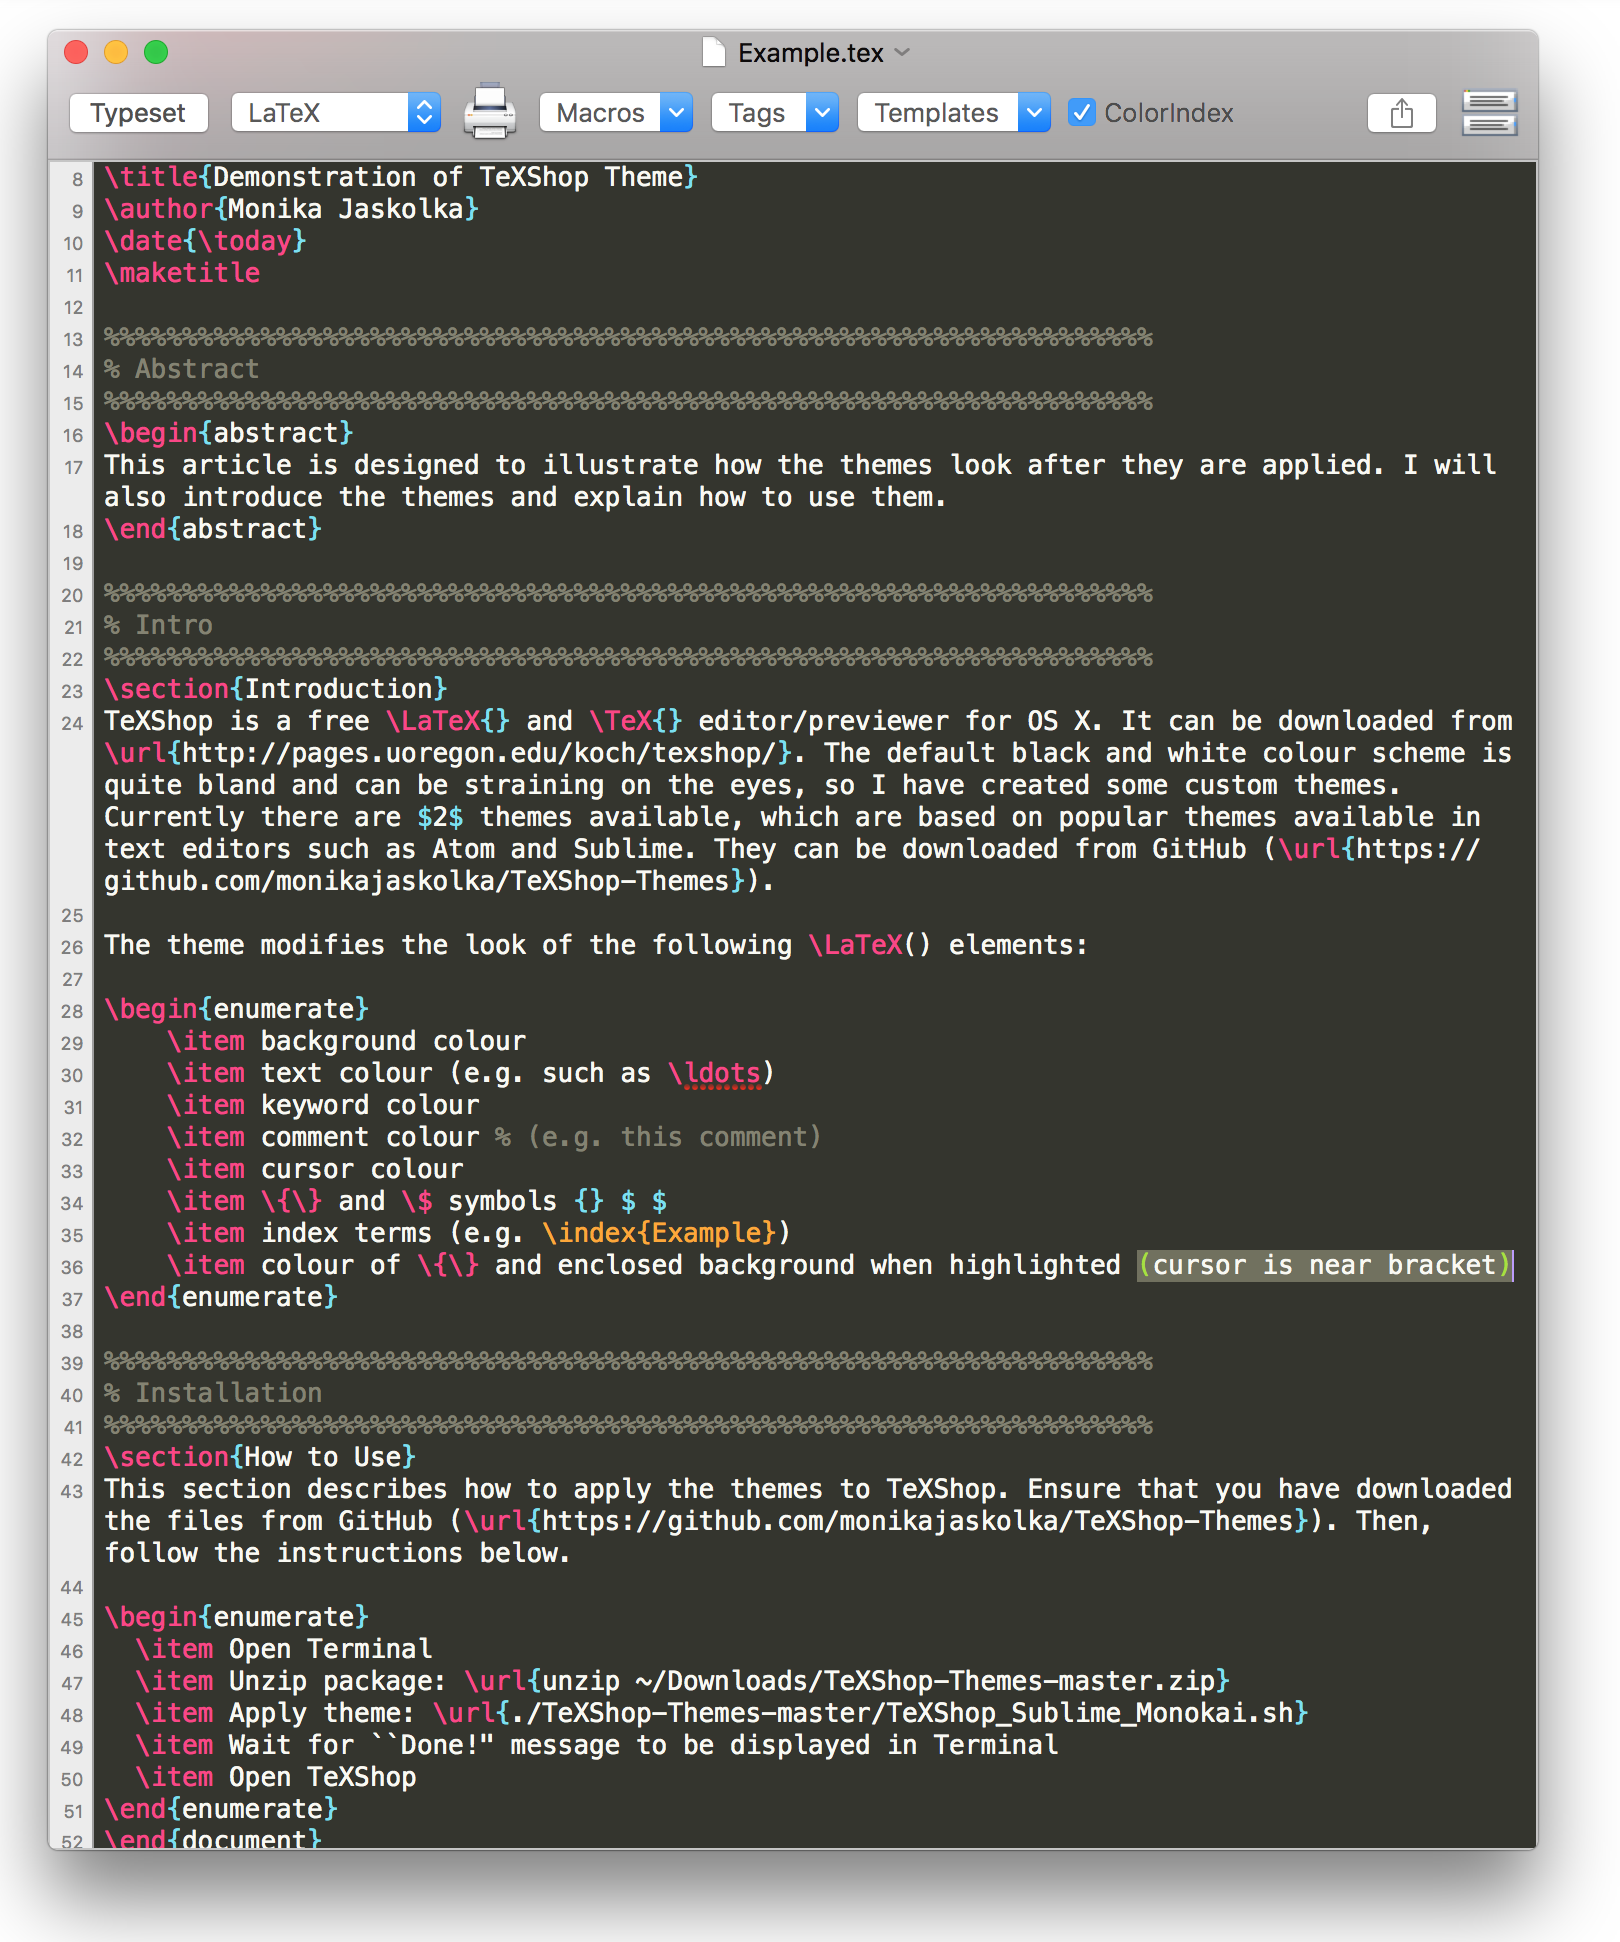 Example.tex
Typeset LaTeX Macros Tags Templates ColorIndex
8 \title{Demonstration of TeXShop Theme}
9 \author{Monika Jaskolka}
10 \date{\today}
11 \maketitle
12
13 %%%%%%%%%%%%%%%%%%%%%%%%%%%%%%%%%%%%%%%%%%%%%%%%%%%%%%%%%%%%%%%%%%%
14 % Abstract
15 %%%%%%%%%%%%%%%%%%%%%%%%%%%%%%%%%%%%%%%%%%%%%%%%%%%%%%%%%%%%%%%%%%%
16 \begin{abstract}
17 This article is designed to illustrate how the themes look after they are applied. I will
also introduce the themes and explain how to use them.
18 \end{abstract}
19
20 %%%%%%%%%%%%%%%%%%%%%%%%%%%%%%%%%%%%%%%%%%%%%%%%%%%%%%%%%%%%%%%%%%%
21 % Intro
22 %%%%%%%%%%%%%%%%%%%%%%%%%%%%%%%%%%%%%%%%%%%%%%%%%%%%%%%%%%%%%%%%%%%
23 \section{Introduction}
24 TeXShop is a free \LaTeX{} and \TeX{} editor/previewer for OS X. It can be downloaded from
\url{http://pages.uoregon.edu/koch/texshop/}. The default black and white colour scheme is
quite bland and can be straining on the eyes, so I have created some custom themes.
Currently there are $2$ themes available, which are based on popular themes available in
text editors such as Atom and Sublime. They can be downloaded from GitHub (\url{https://
github.com/monikajaskolka/TeXShop-Themes}).
25
26 The theme modifies the look of the following \LaTeX() elements:
27
28 \begin{enumerate}
29 \item background colour
30 \item text colour (e.g. such as \ldots)
31 \item keyword colour
32 \item comment colour % (e.g. this comment)
33 \item cursor colour
34 \item \{\} and \$ symbols {} $ $
35 \item index terms (e.g. \index{Example})
36 \item colour of \{\} and enclosed background when highlighted (cursor is near bracket)
37 \end{enumerate}
38
39 %%%%%%%%%%%%%%%%%%%%%%%%%%%%%%%%%%%%%%%%%%%%%%%%%%%%%%%%%%%%%%%%%%%
40 % Installation
41 %%%%%%%%%%%%%%%%%%%%%%%%%%%%%%%%%%%%%%%%%%%%%%%%%%%%%%%%%%%%%%%%%%%
42 \section{How to Use}
43 This section describes how to apply the themes to TeXShop. Ensure that you have downloaded
the files from GitHub (\url{https://github.com/monikajaskolka/TeXShop-Themes}). Then,
follow the instructions below.
44
45 \begin{enumerate}
46 \item Open Terminal
47 \item Unzip package: \url{unzip ~/Downloads/TeXShop-Themes-master.zip}
48 \item Apply theme: \url{./TeXShop-Themes-master/TeXShop_Sublime_Monokai.sh}
49 \item Wait for ``Done!" message to be displayed in Terminal
50 \item Open TeXShop
51 \end{enumerate}
52 \end{document}